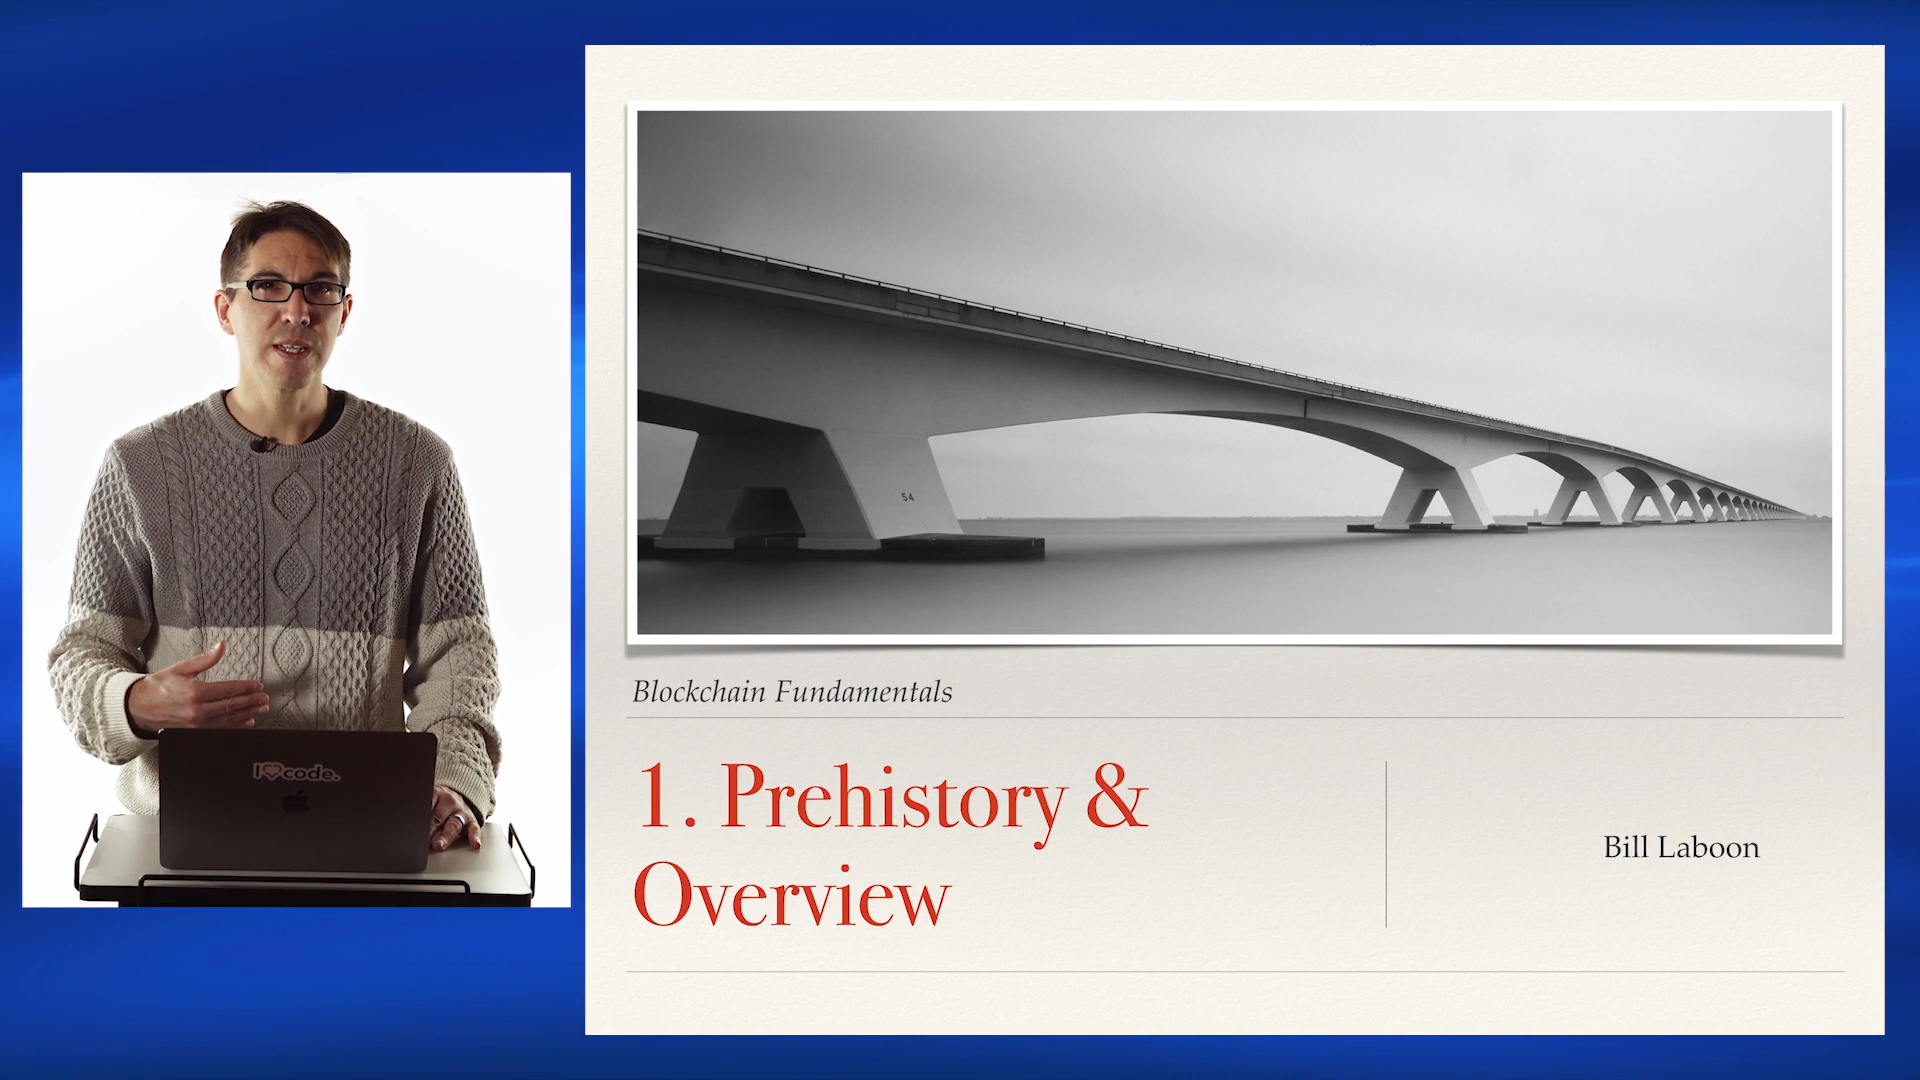 I❤code.
54
Blockchain Fundamentals
1. Prehistory &
Overview
Bill Laboon